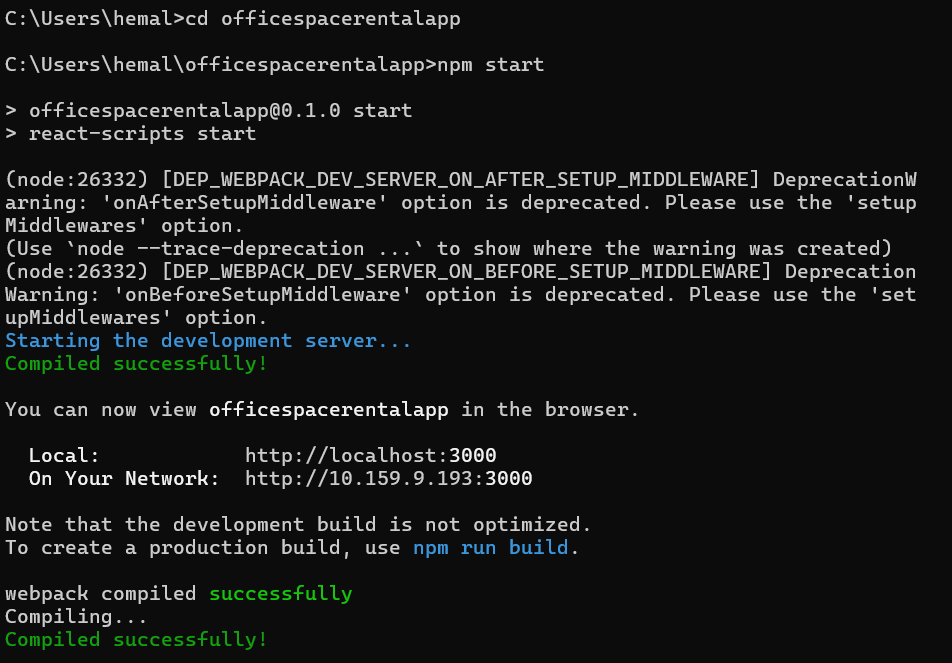 C:\Users\hemal>cd officespacerentalapp
C:\Users\hemal\officespacerentalapp>npm start
> officespacerentalapp@0.1.0 start
> react-scripts start
(node:26332) [DEP_WEBPACK_DEV_SERVER_ON_AFTER_SETUP_MIDDLEWARE] DeprecationW
arning: 'onAfterSetupMiddleware' option is deprecated. Please use the 'setup
Middlewares' option.
(Use `node --trace-deprecation ...` to show where the warning was created)
(node:26332) [DEP_WEBPACK_DEV_SERVER_ON_BEFORE_SETUP_MIDDLEWARE] Deprecation
Warning: 'onBeforeSetupMiddleware' option is deprecated. Please use the 'set
upMiddlewares' option.
Starting the development server...
Compiled successfully!
You can now view officespacerentalapp in the browser.
Local: http://localhost:3000
On Your Network: http://10.159.9.193:3000
Note that the development build is not optimized.
To create a production build, use npm run build.
webpack compiled successfully
Compiling...
Compiled successfully!